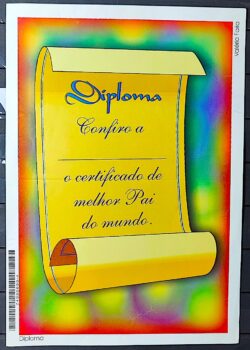 Diploma
Confiro a
o certificado de
melhor Pai
do mundo.
Diploma